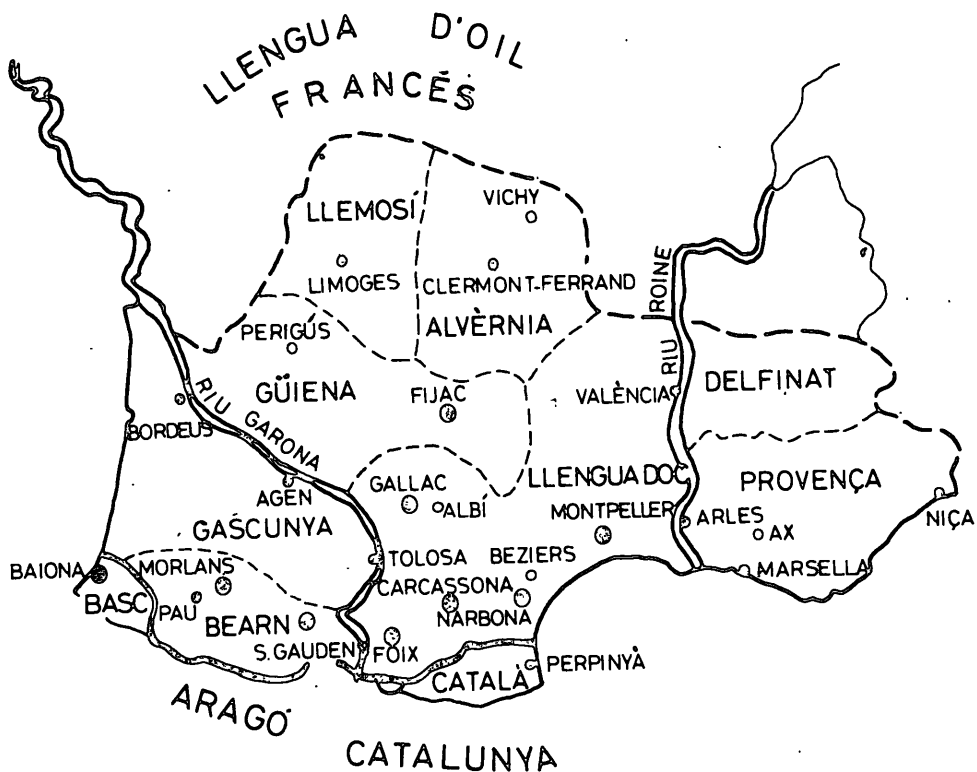 LLENGUA D'OIL
FRANCÉS
LLEMOSÍ
VICHY
LIMOGES
CLERMONT-FERRAND
ALVÈRNIA
RIU ROINE
PERIGÚS
GÜIENA
FIJAC
VALÈNCIA
DELFINAT
RIU GARONA
BORDEUS
AGEN
GALLAC
ALBÍ
LLENGUADOC
PROVENÇA
GASCUNYA
MONTPELLER
ARLES
AX
NIÇA
BAIONA
MORLANS
TOLOSA
BEZIERS
MARSELLA
BASC
PAU
CARCASSONA
NARBONA
BEARN
S. GAUDEN
FOIX
CATALÀ
PERPINYÀ
ARAGÓ
CATALUNYA